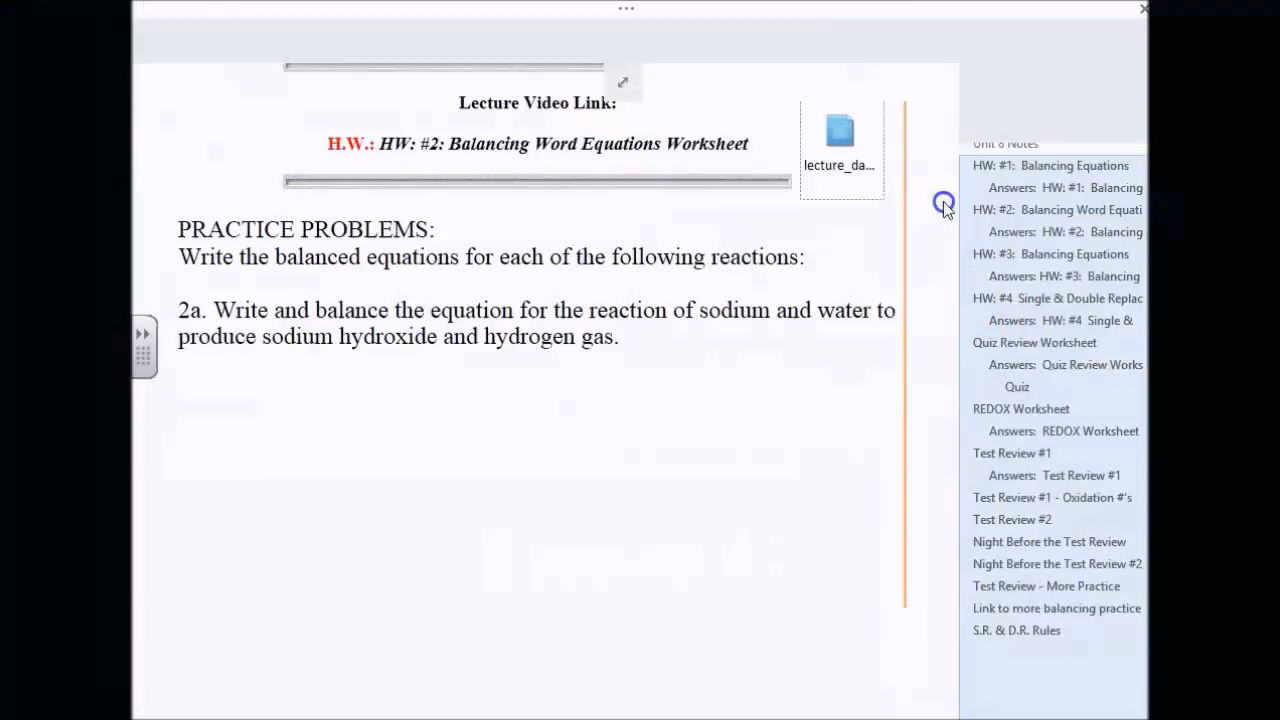 Lecture Video Link:
H.W.: HW: #2: Balancing Word Equations Worksheet
lecture_da...
PRACTICE PROBLEMS:
Write the balanced equations for each of the following reactions:
2a. Write and balance the equation for the reaction of sodium and water to
produce sodium hydroxide and hydrogen gas.
Unit 8 Notes
HW: #1: Balancing Equations
Answers: HW: #1: Balancing
HW: #2: Balancing Word Equati
Answers: HW: #2: Balancing
HW: #3: Balancing Equations
Answers: HW: #3: Balancing
HW: #4 Single & Double Replac
Answers: HW: #4 Single &
Quiz Review Worksheet
Answers: Quiz Review Works
Quiz
REDOX Worksheet
Answers: REDOX Worksheet
Test Review #1
Answers: Test Review #1
Test Review #1 - Oxidation #'s
Test Review #2
Night Before the Test Review
Night Before the Test Review #2
Test Review - More Practice
Link to more balancing practice
S.R. & D.R. Rules